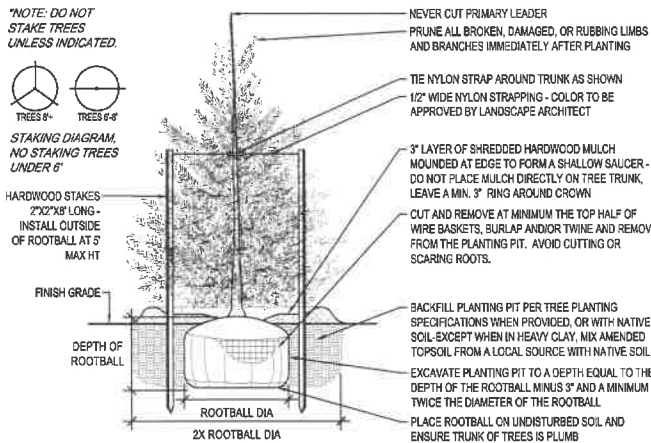 *NOTE: DO NOT
STAKE TREES
UNLESS INDICATED.
TREES 8'+
TREES 6'-8'
STAKING DIAGRAM,
NO STAKING TREES
UNDER 6'
HARDWOOD STAKES
2"X2"X8' LONG -
INSTALL OUTSIDE
OF ROOTBALL AT 5'
MAX HT
FINISH GRADE
DEPTH OF
ROOTBALL
ROOTBALL DIA
2X ROOTBALL DIA
NEVER CUT PRIMARY LEADER
PRUNE ALL BROKEN, DAMAGED, OR RUBBING LIMBS
AND BRANCHES IMMEDIATELY AFTER PLANTING
TIE NYLON STRAP AROUND TRUNK AS SHOWN
1/2" WIDE NYLON STRAPPING - COLOR TO BE
APPROVED BY LANDSCAPE ARCHITECT
3" LAYER OF SHREDDED HARDWOOD MULCH
MOUNDED AT EDGE TO FORM A SHALLOW SAUCER -
DO NOT PLACE MULCH DIRECTLY ON TREE TRUNK,
LEAVE A MIN. 3" RING AROUND CROWN
CUT AND REMOVE AT MINIMUM THE TOP HALF OF
WIRE BASKETS, BURLAP AND/OR TWINE AND REMOV
FROM THE PLANTING PIT. AVOID CUTTING OR
SCARING ROOTS.
BACKFILL PLANTING PIT PER TREE PLANTING
SPECIFICATIONS WHEN PROVIDED, OR WITH NATIVE
SOIL-EXCEPT WHEN IN HEAVY CLAY, MIX AMENDED
TOPSOIL FROM A LOCAL SOURCE WITH NATIVE SOIL
EXCAVATE PLANTING PIT TO A DEPTH EQUAL TO THE
DEPTH OF THE ROOTBALL MINUS 3" AND A MINIMUM
TWICE THE DIAMETER OF THE ROOTBALL
PLACE ROOTBALL ON UNDISTURBED SOIL AND
ENSURE TRUNK OF TREES IS PLUMB